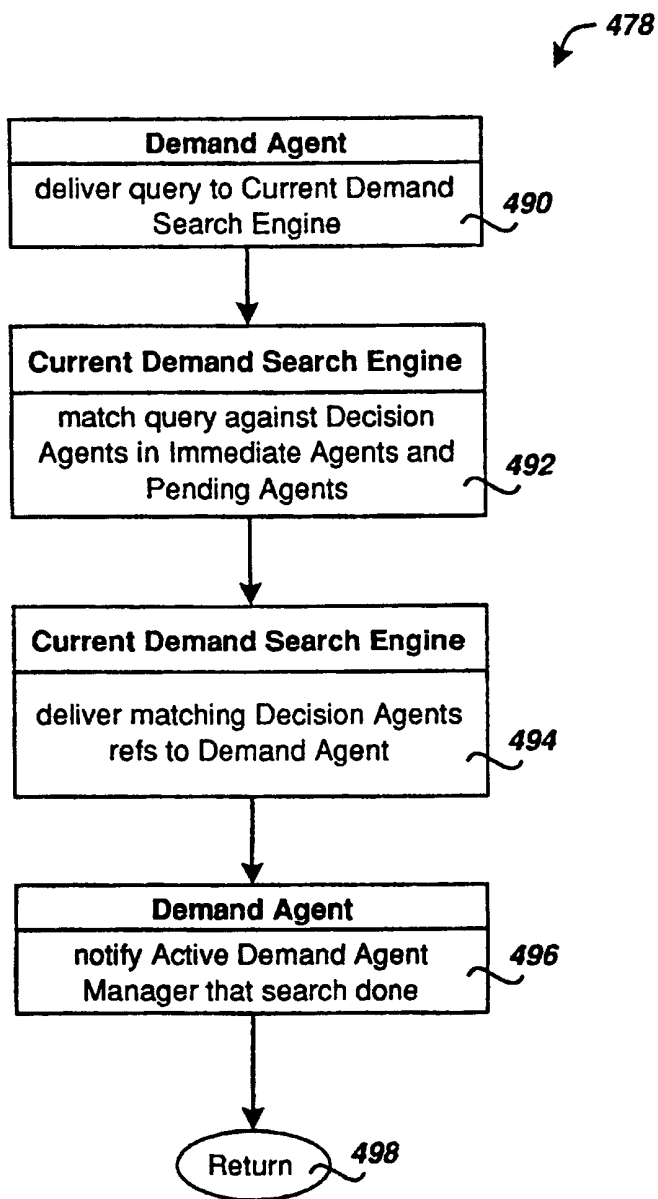 478
Demand Agent
deliver query to Current Demand
Search Engine
490
Current Demand Search Engine
match query against Decision
Agents in Immediate Agents and
Pending Agents
492
Current Demand Search Engine
deliver matching Decision Agents
refs to Demand Agent
494
Demand Agent
notify Active Demand Agent
Manager that search done
496
Return
498